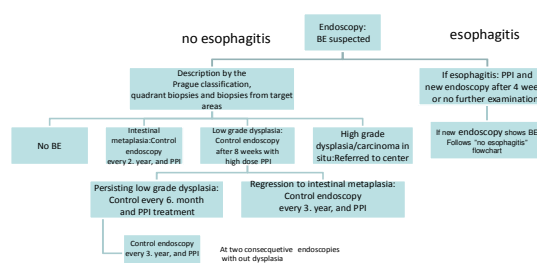 no esophagitis
Endoscopy:
BE suspected
esophagitis
Description by the
Prague classification,
quadrant biopsies and biopsies from target
areas
If esophagitis: PPI and
new endoscopy after 4 wee
or no further examination
No BE
Intestinal
metaplasia:Control
endoscopy
every 2. year, and PPI
Low grade dysplasia:
Control endoscopy
after 8 weeks with
high dose PPI
High grade
dysplasia/carcinoma in
situ:Referred to center
If new endoscopy shows BE
Follows "no esophagitis"
flowchart
Persisting low grade dysplasia:
Control every 6. month
and PPI treatment
Regression to intestinal metaplasia:
Control endoscopy
every 3. year, and PPI
Control endoscopy
every 3. year, and PPI
At two consecquetive endoscopies
with out dysplasia